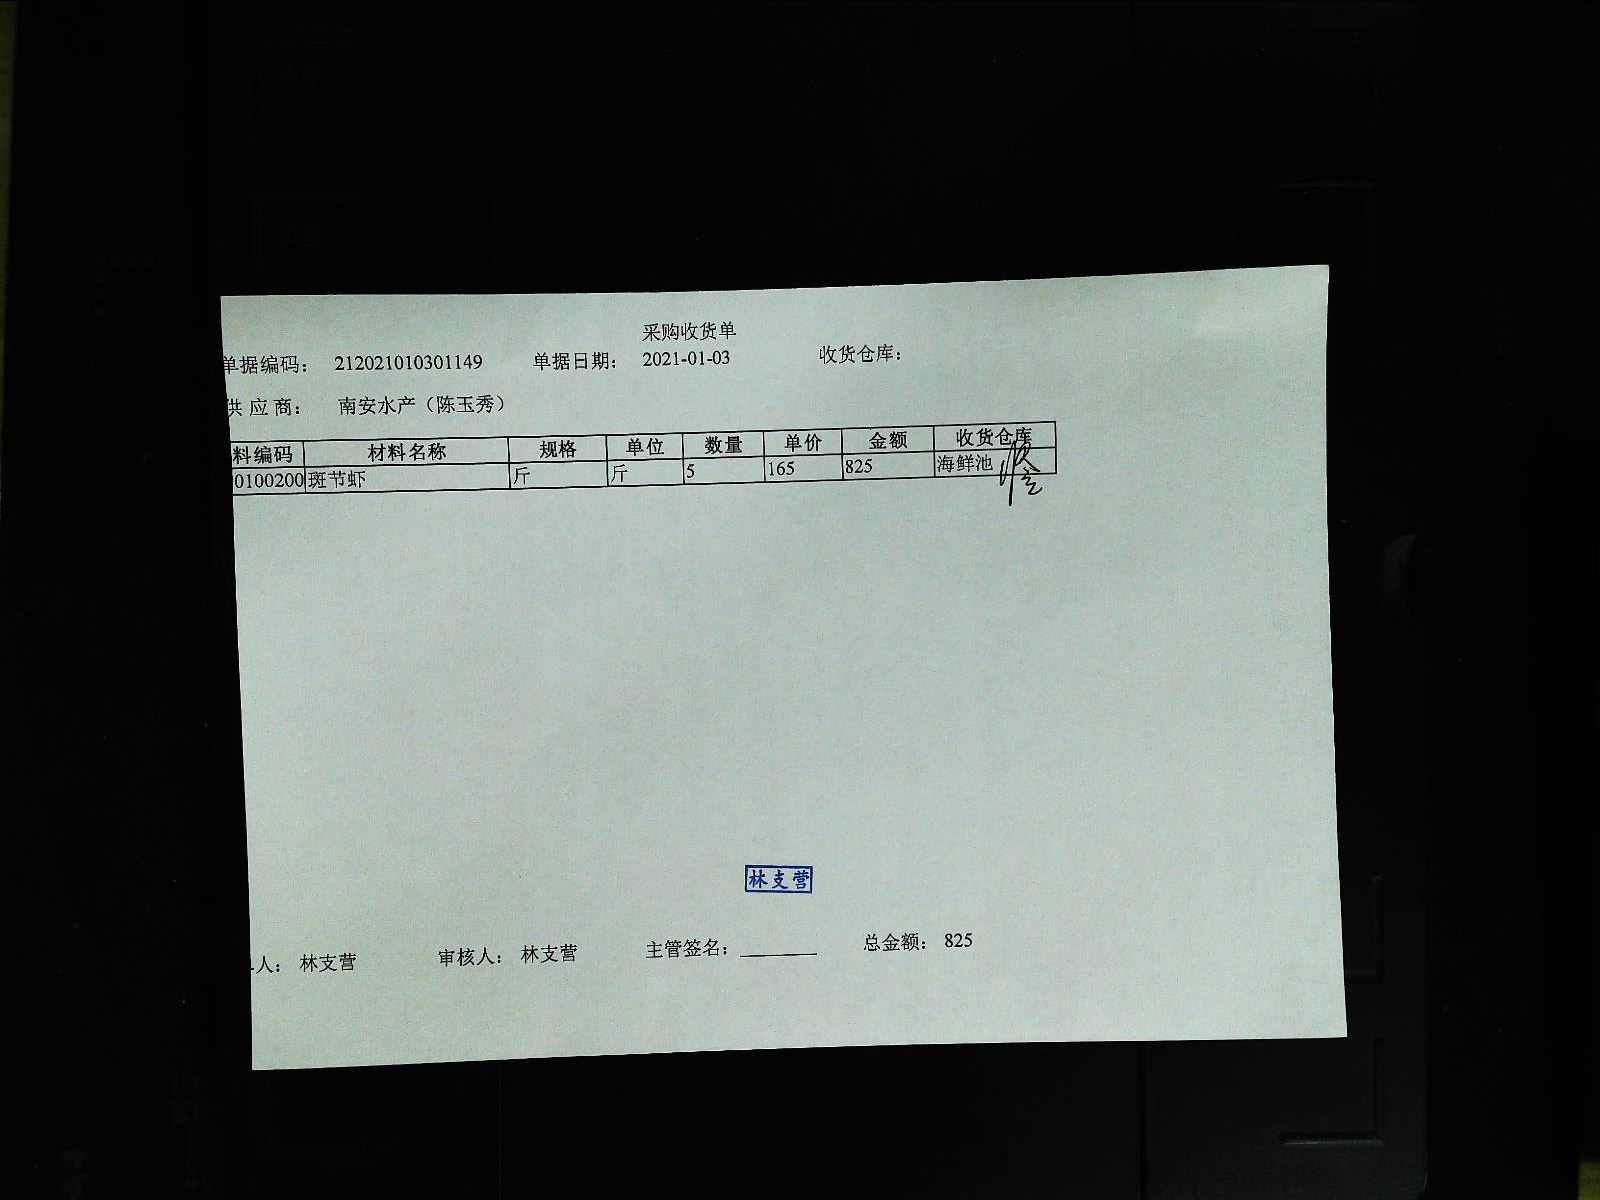 采购收货单
单据编码： 212021010301149 单据日期： 2021-01-03 收货仓库：
供 应 商： 南安水产（陈玉秀）
料编码 材料名称 规格 单位 数量 单价 金额 收货仓库
0100200 斑节虾 斤 斤 5 165 825 海鲜池
林支营
人： 林支营 审核人： 林支营 主管签名： 总金额： 825